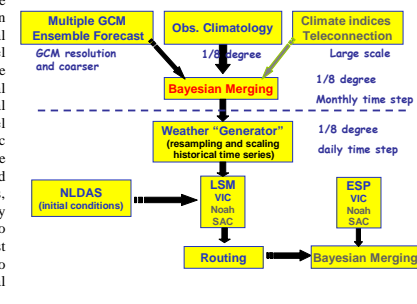 Multiple GCM
Ensemble Forecast
Obs. Climatology
Climate indices
Teleconnection
GCM resolution
and coarser
1/8 degree
Large scale
Bayesian Merging
1/8 degree
Monthly time step
Weather “Generator”
(resampling and scaling
historical time series)
1/8 degree
daily time step
NLDAS
(initial conditions)
LSM
VIC
Noah
SAC
ESP
VIC
Noah
SAC
Routing
Bayesian Merging